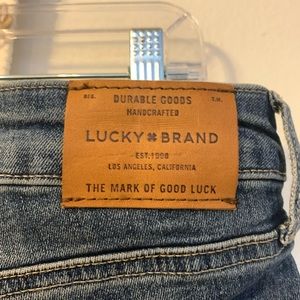 REG. DURABLE GOODS T.M.
HANDCRAFTED
LUCKY BRAND
EST. 1990
LOS ANGELES, CALIFORNIA
THE MARK OF GOOD LUCK